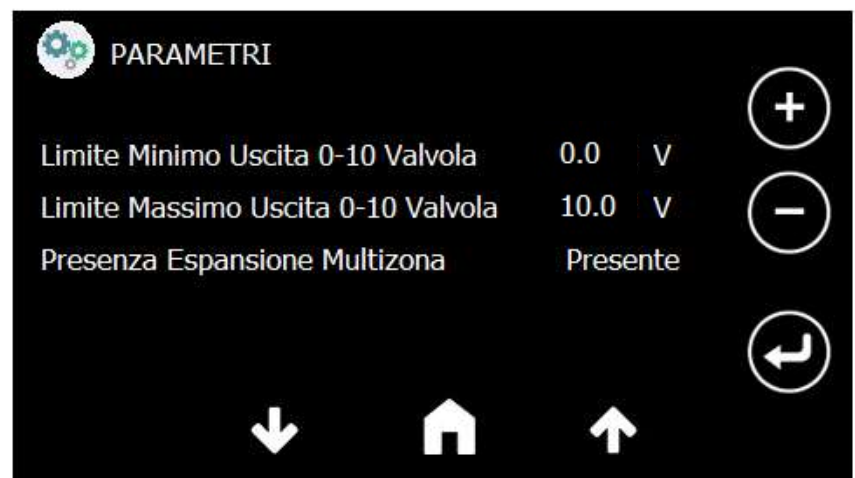 PARAMETRI
Limite Minimo Uscita 0-10 Valvola 0.0 V
Limite Massimo Uscita 0-10 Valvola 10.0 V
Presenza Espansione Multizona Presente